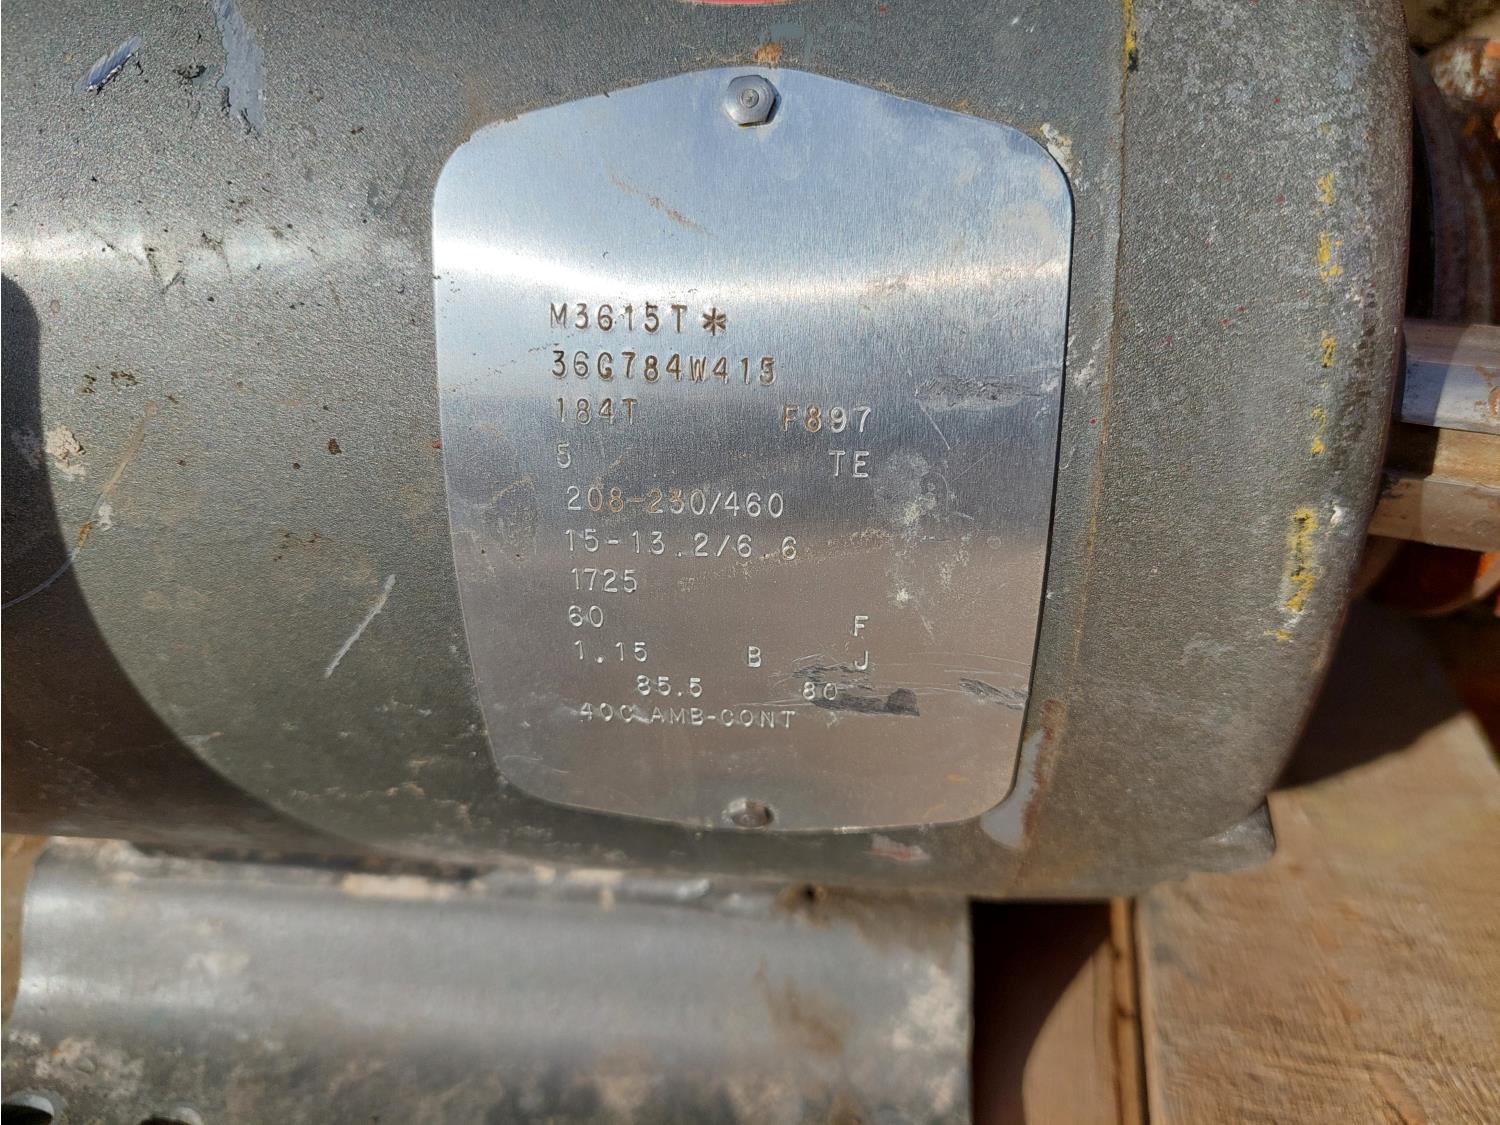 M3615T*
36G784W415
184T F897
5 TE
208-230/460
15-13.2/6.6
1725
60 F
1.15 B J
85.5 80
40C AMB-CONT